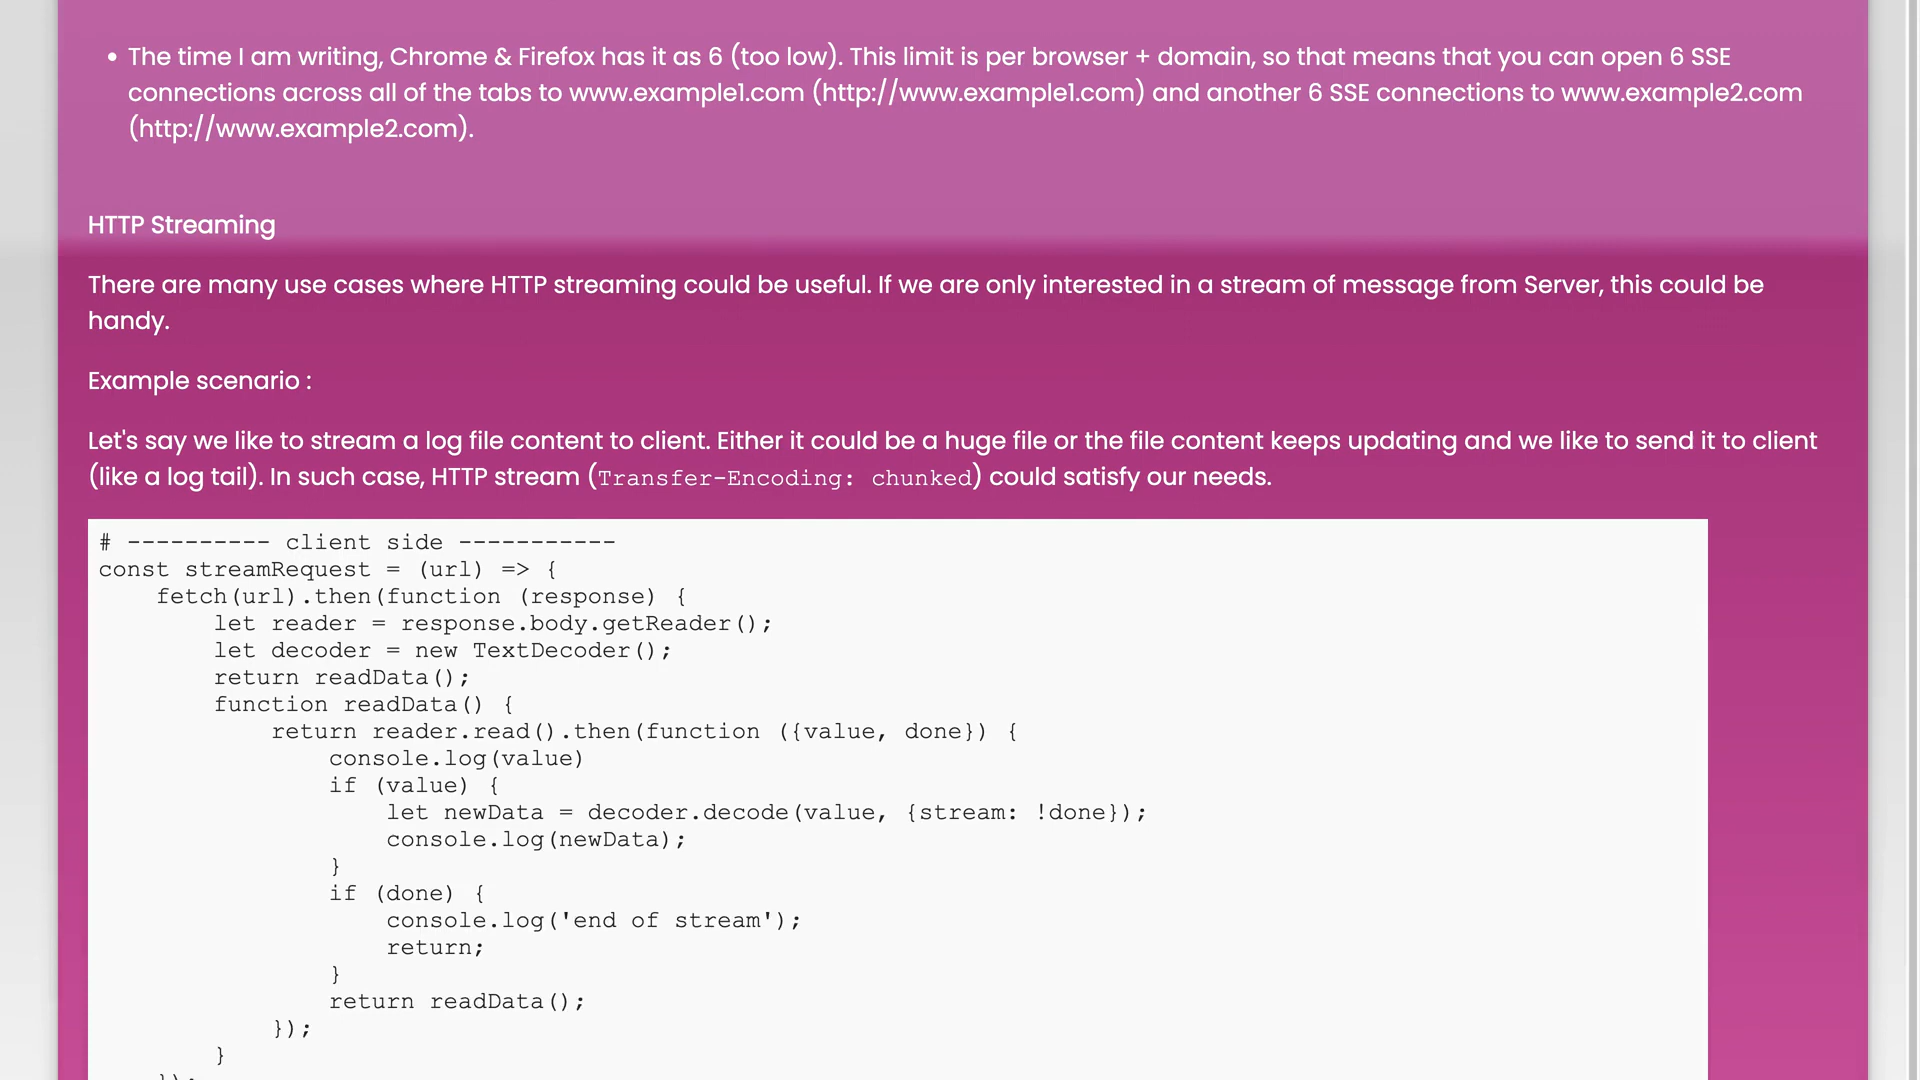 • The time I am writing, Chrome & Firefox has it as 6 (too low). This limit is per browser + domain, so that means that you can open 6 SSE
connections across all of the tabs to www.example1.com (http://www.example1.com) and another 6 SSE connections to www.example2.com
(http://www.example2.com).
HTTP Streaming
There are many use cases where HTTP streaming could be useful. If we are only interested in a stream of message from Server, this could be
handy.
Example scenario :
Let's say we like to stream a log file content to client. Either it could be a huge file or the file content keeps updating and we like to send it to client
(like a log tail). In such case, HTTP stream (Transfer-Encoding: chunked) could satisfy our needs.
# ---------- client side -----------
const streamRequest = (url) => {
    fetch(url).then(function (response) {
        let reader = response.body.getReader();
        let decoder = new TextDecoder();
        return readData();
        function readData() {
            return reader.read().then(function ({value, done}) {
                console.log(value)
                if (value) {
                    let newData = decoder.decode(value, {stream: !done});
                    console.log(newData);
                }
                if (done) {
                    console.log('end of stream');
                    return;
                }
                return readData();
            });
        }